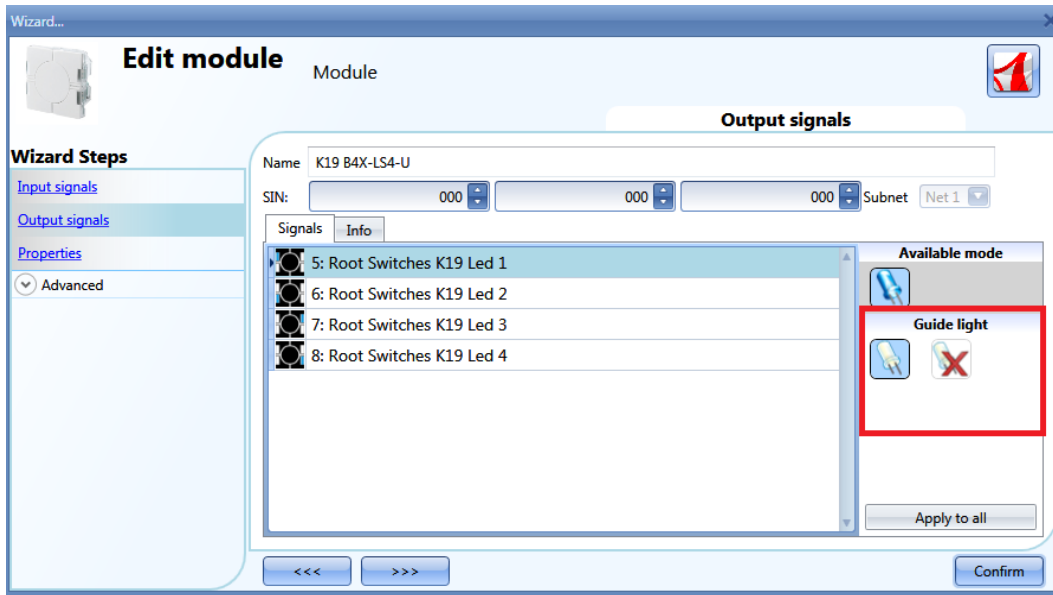 Wizard...
Edit module
Module
Output signals
Wizard Steps
Input signals
Output signals
Properties
Advanced
Name K19 B4X-LS4-U
SIN: 000 000 000 Subnet Net 1
Signals Info
5: Root Switches K19 Led 1
6: Root Switches K19 Led 2
7: Root Switches K19 Led 3
8: Root Switches K19 Led 4
Available mode
Guide light
Apply to all
<<< >>> Confirm